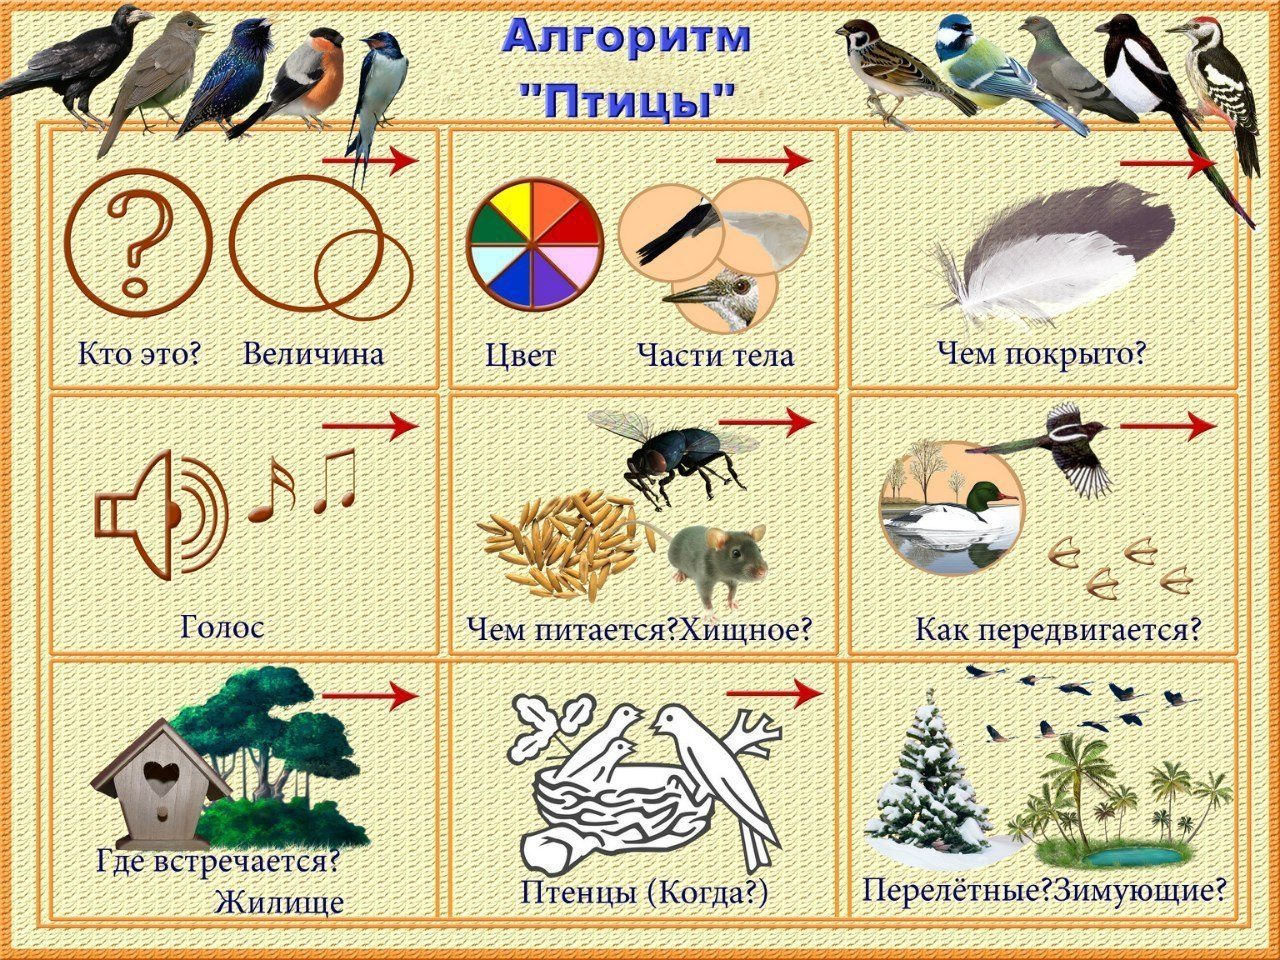 Алгоритм
"Птицы"
Кто это? Величина
Цвет Части тела
Чем покрыто?
Голос
Чем питается?Хищное?
Как передвигается?
Где встречается?
Жилище
Птенцы (Когда?)
Перелётные?Зимующие?